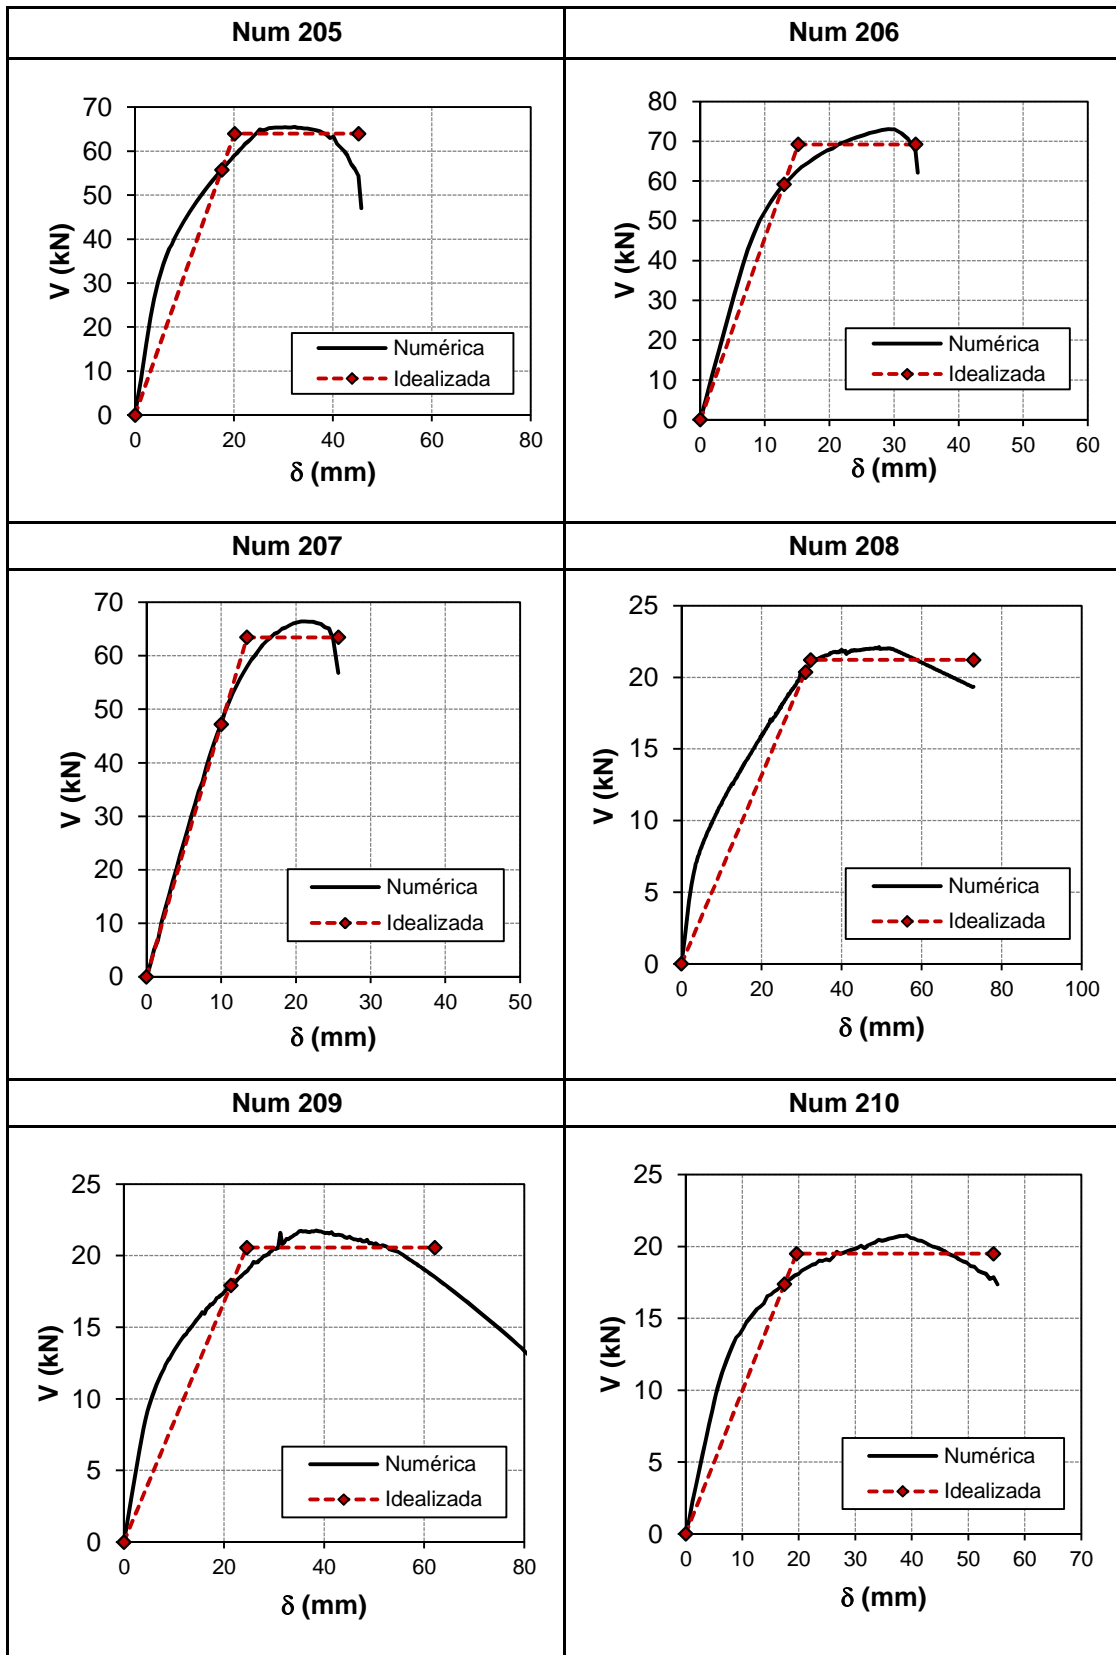 Num 205
Num 206
70
60
50
40
30
20
10
0
V (kN)
0 20 40 60 80
δ (mm)
Numérica
Idealizada
80
70
60
50
40
30
20
10
0
V (kN)
0 10 20 30 40 50 60
δ (mm)
Numérica
Idealizada
Num 207
Num 208
70
60
50
40
30
20
10
0
V (kN)
0 10 20 30 40 50
δ (mm)
Numérica
Idealizada
25
20
15
10
5
0
V (kN)
0 20 40 60 80 100
δ (mm)
Numérica
Idealizada
Num 209
Num 210
25
20
15
10
5
0
V (kN)
0 20 40 60 80
δ (mm)
Numérica
Idealizada
25
20
15
10
5
0
V (kN)
0 10 20 30 40 50 60 70
δ (mm)
Numérica
Idealizada